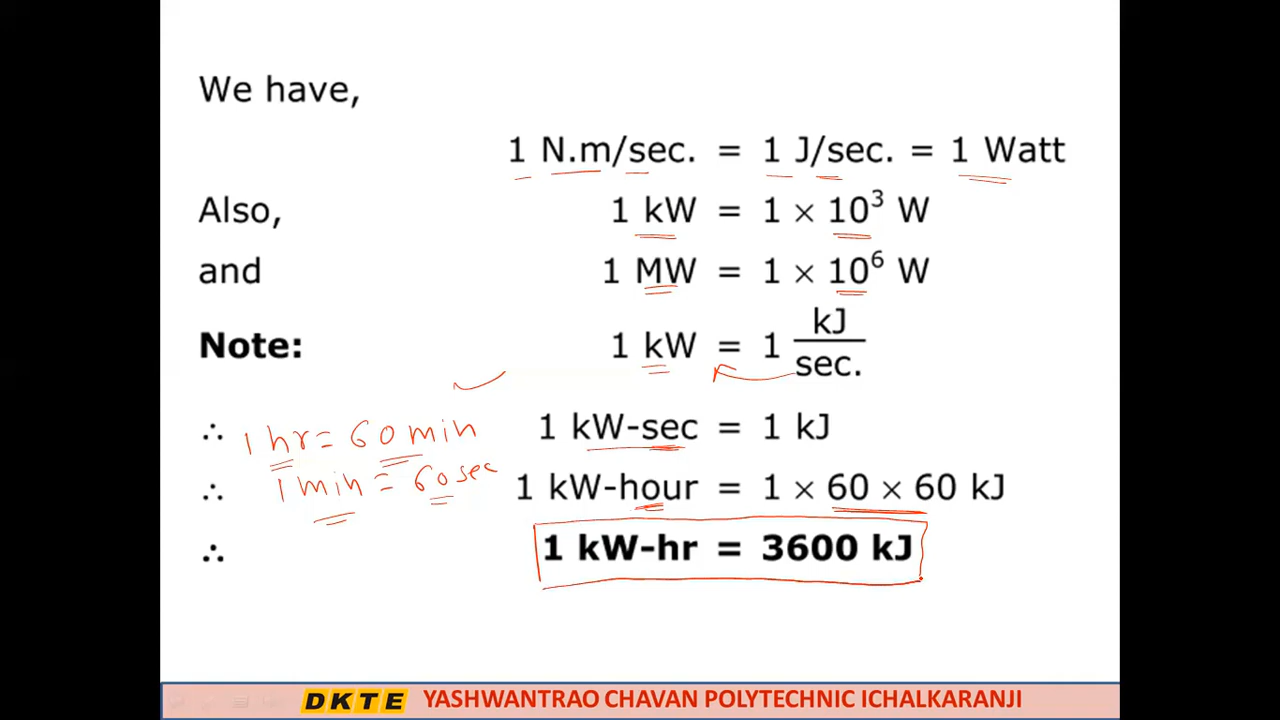 We have,
1 N.m/sec. = 1 J/sec. = 1 Watt
Also, 1 kW = 1 × 10³ W
and 1 MW = 1 × 10⁶ W
Note: 1 kW = 1 kJ/sec.
∴ 1 hr = 60 min 1 kW-sec = 1 kJ
∴ 1 min = 60 sec 1 kW-hour = 1 × 60 × 60 kJ
∴ 1 kW-hr = 3600 kJ
DKTE YASHWANTRAO CHAVAN POLYTECHNIC ICHALKARANJI